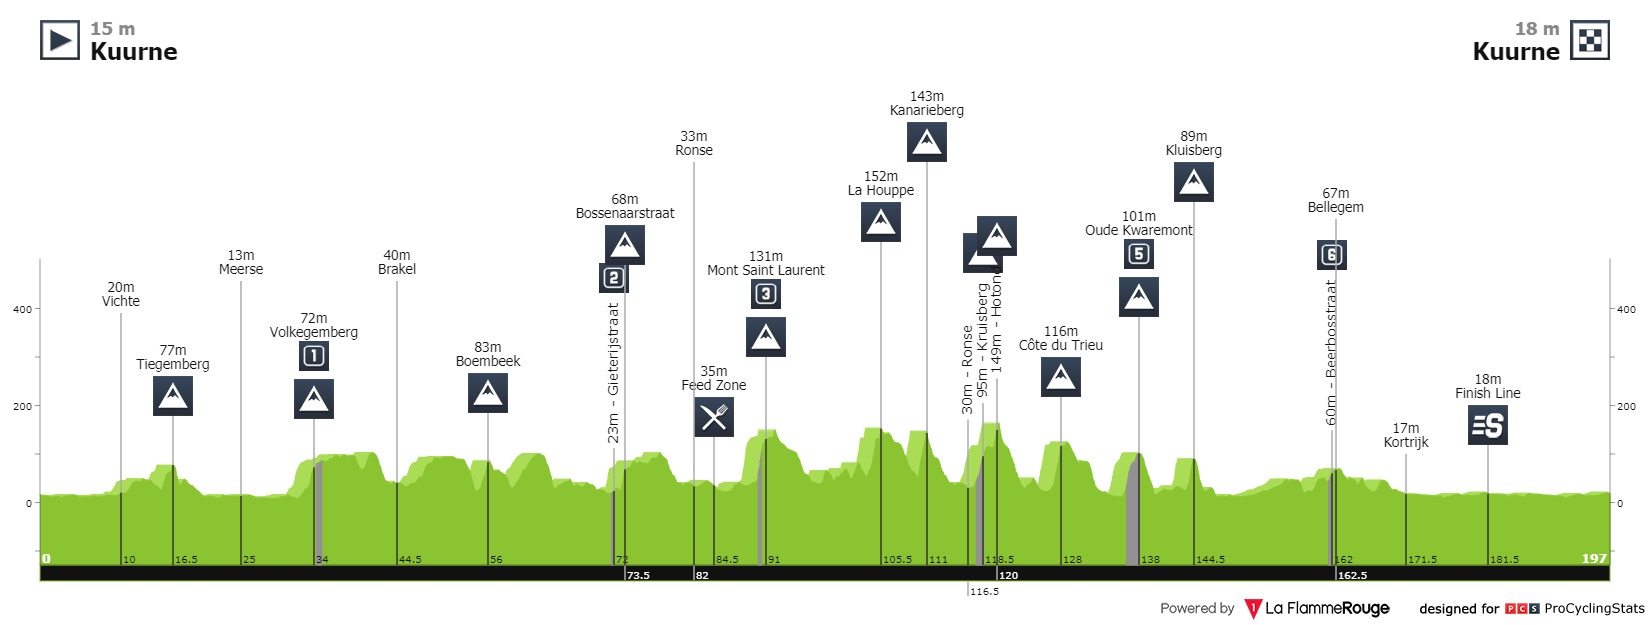 15 m
Kuurne
18 m
Kuurne
143m
Kanarieberg
33m
Ronse
89m
Kluisberg
152m
La Houppe
68m
Bossenaarstraat
67m
Bellegem
101m
Oude Kwaremont
5
13m
Meerse
40m
Brakel
131m
Mont Saint Laurent
3
2
6
20m
Vichte
72m
Volkegemberg
1
77m
Tiegemberg
83m
Boembeek
23m - Gieterijstraat
35m
Feed Zone
30m - Ronse
95m - Kruisberg
149m - Hotond
116m
Côte du Trieu
60m - Beerbosstraat
18m
Finish Line
S
17m
Kortrijk
400
200
0
400
200
0
0 10 16.5 25 34 44.5 56 72 84.5 91 105.5 111 118.5 128 138 144.5 162 171.5 181.5 197
73.5 82 120 162.5
116.5
Powered by 1 La FlammeRouge designed for PCS ProCyclingStats